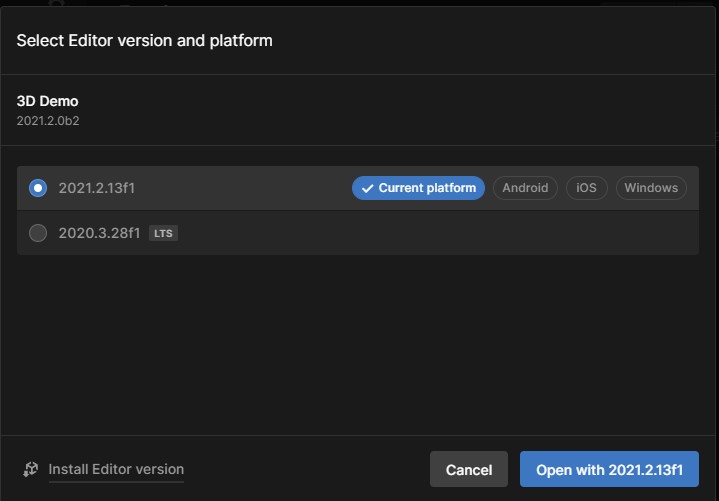 Select Editor version and platform
3D Demo
2021.2.0b2
2021.2.13f1 Current platform Android iOS Windows
2020.3.28f1 LTS
Install Editor version Cancel Open with 2021.2.13f1